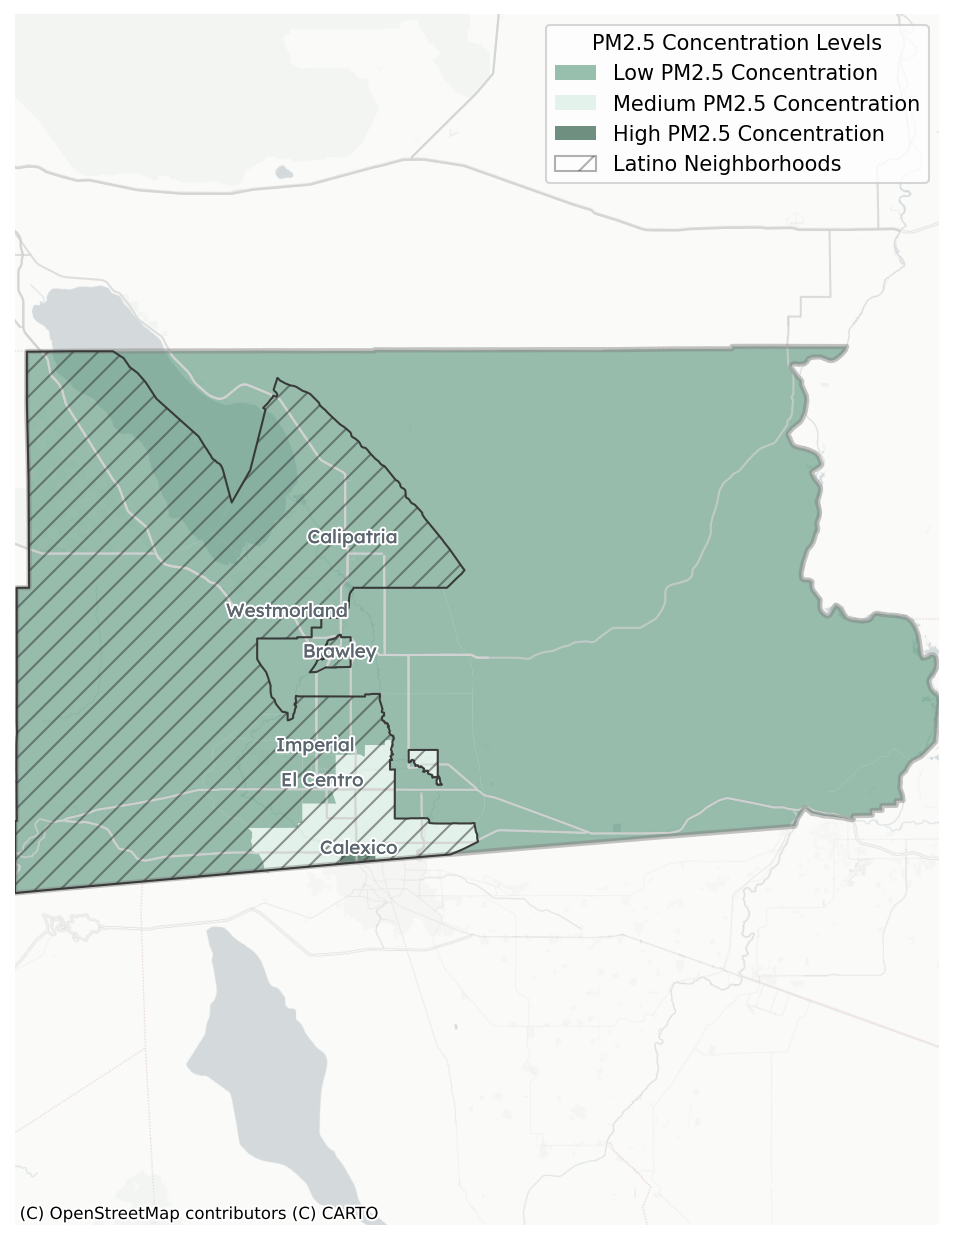 PM2.5 Concentration Levels
Low PM2.5 Concentration
Medium PM2.5 Concentration
High PM2.5 Concentration
Latino Neighborhoods
Calipatria
Westmorland
Brawley
Imperial
El Centro
Calexico
(C) OpenStreetMap contributors (C) CARTO